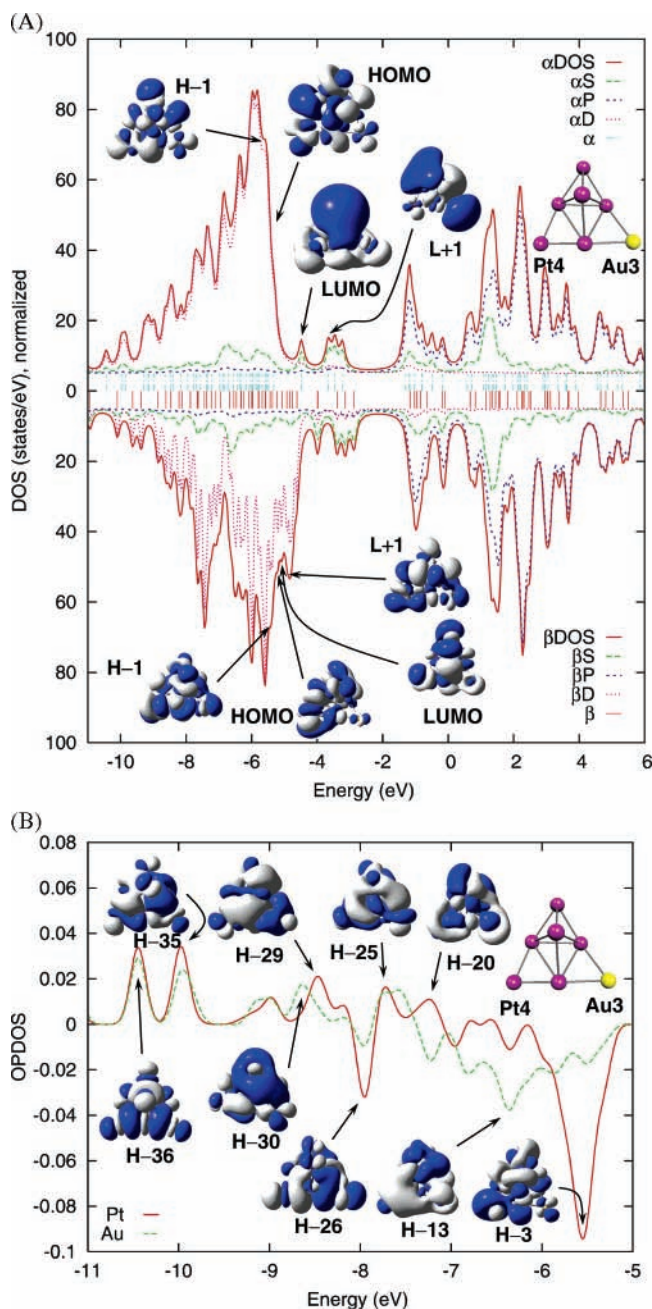 (A)
100
80
60
40
20
0
20
40
60
80
100
DOS (states/eV), normalized
H−1
HOMO
LUMO
L+1
αDOS
αS
αP
αD
α
Pt4
Au3
L+1
H−1
HOMO
LUMO
βDOS
βS
βP
βD
β
-10
-8
-6
-4
-2
0
2
4
6
Energy (eV)
(B)
0.08
0.06
0.04
0.02
0
-0.02
-0.04
-0.06
-0.08
-0.1
OPDOS
H−35
H−29
H−25
H−20
Pt4
Au3
H−36
H−30
H−26
H−13
H−3
Pt
Au
-11
-10
-9
-8
-7
-6
-5
Energy (eV)